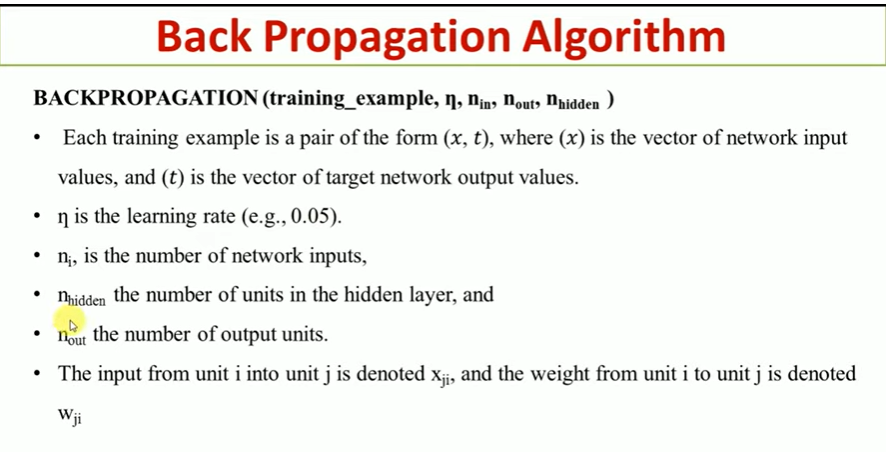 Back Propagation Algorithm
BACKPROPAGATION (training_example, η, nin, nout, nhidden )
• Each training example is a pair of the form (x, t), where (x) is the vector of network input
values, and (t) is the vector of target network output values.
• η is the learning rate (e.g., 0.05).
• ni, is the number of network inputs,
• nhidden the number of units in the hidden layer, and
• nout the number of output units.
• The input from unit i into unit j is denoted xji, and the weight from unit i to unit j is denoted
wji